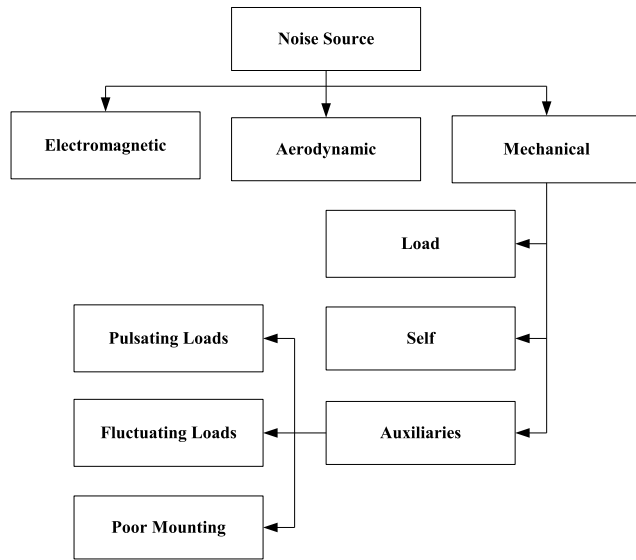 Noise Source
Electromagnetic
Aerodynamic
Mechanical
Load
Pulsating Loads
Self
Fluctuating Loads
Auxiliaries
Poor Mounting